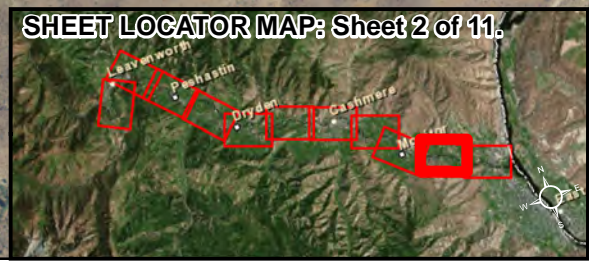 SHEET LOCATOR MAP: Sheet 2 of 11.
Leavenworth
Peshastin
Dryden
Cashmere
N
E
W
S